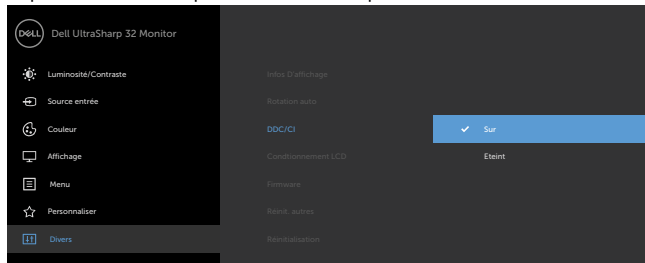 DELL Dell UltraSharp 32 Monitor
Luminosité/Contraste Infos D'affichage
Source entrée Rotation auto
Couleur DDC/CI Sur
Affichage Condtionnement LCD Eteint
Menu Firmware
Personnaliser Réinit. autres
Divers Réinitialisation